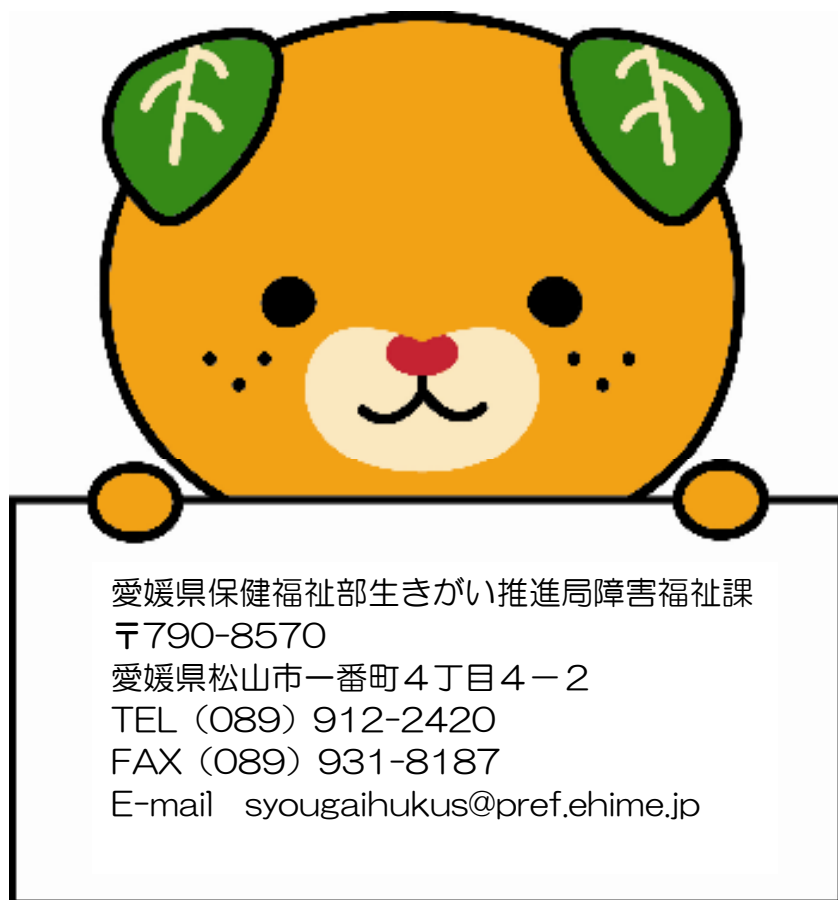 愛媛県保健福祉部生きがい推進局障害福祉課
〒790-8570
愛媛県松山市一番町４丁目４－２
TEL（089）912-2420
FAX（089）931-8187
E-mail　syougaihukus@pref.ehime.jp